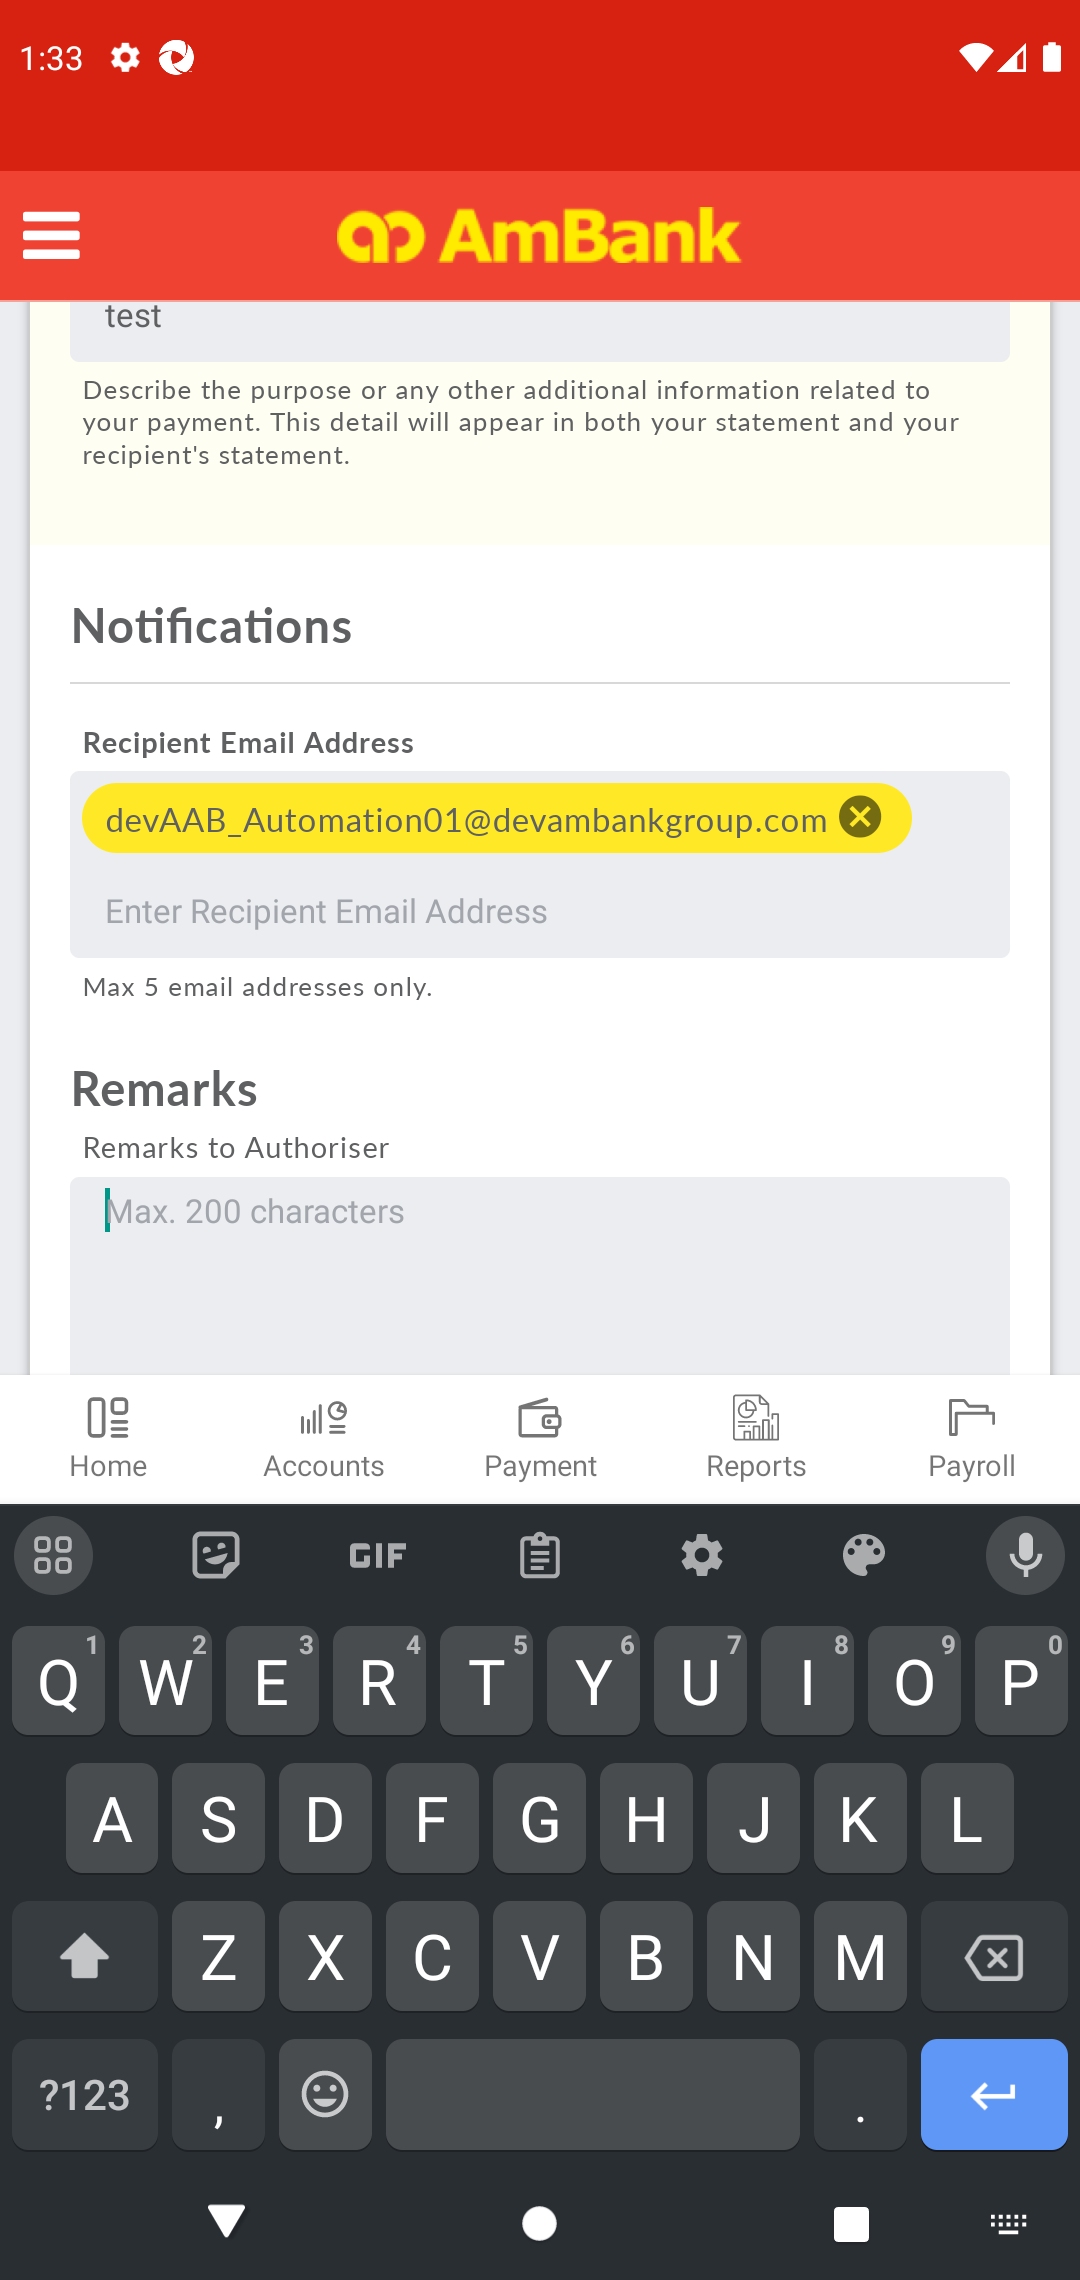 1:33
AmBank
test
Describe the purpose or any other additional information related to
your payment. This detail will appear in both your statement and your
recipient's statement.
Notifications
Recipient Email Address
devAAB_Automation01@devambankgroup.com
Enter Recipient Email Address
Max 5 email addresses only.
Remarks
Remarks to Authoriser
Max. 200 characters
Home Accounts Payment Reports Payroll
GIF
1 2 3 4 5 6 7 8 9 0
Q W E R T Y U I O P
A S D F G H J K L
Z X C V B N M
?123 , .